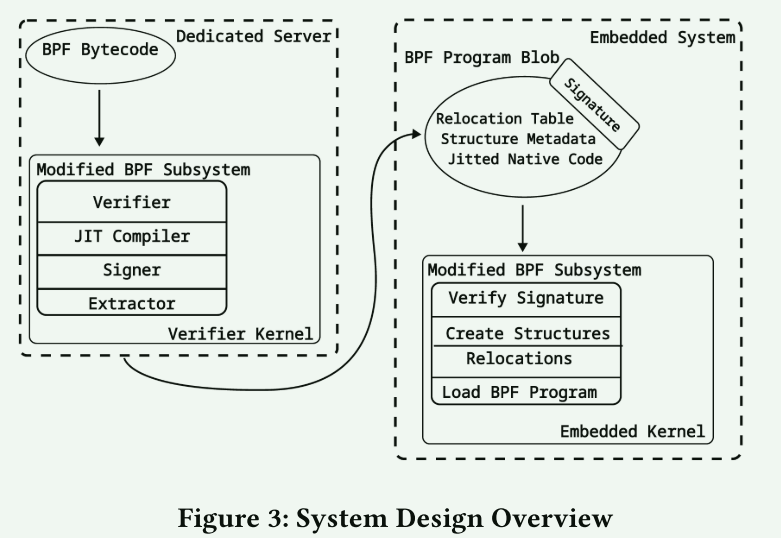 Dedicated Server
BPF Bytecode
Modified BPF Subsystem
Verifier
JIT Compiler
Signer
Extractor
Verifier Kernel
Embedded System
BPF Program Blob
Signature
Relocation Table
Structure Metadata
Jitted Native Code
Modified BPF Subsystem
Verify Signature
Create Structures
Relocations
Load BPF Program
Embedded Kernel
Figure 3: System Design Overview